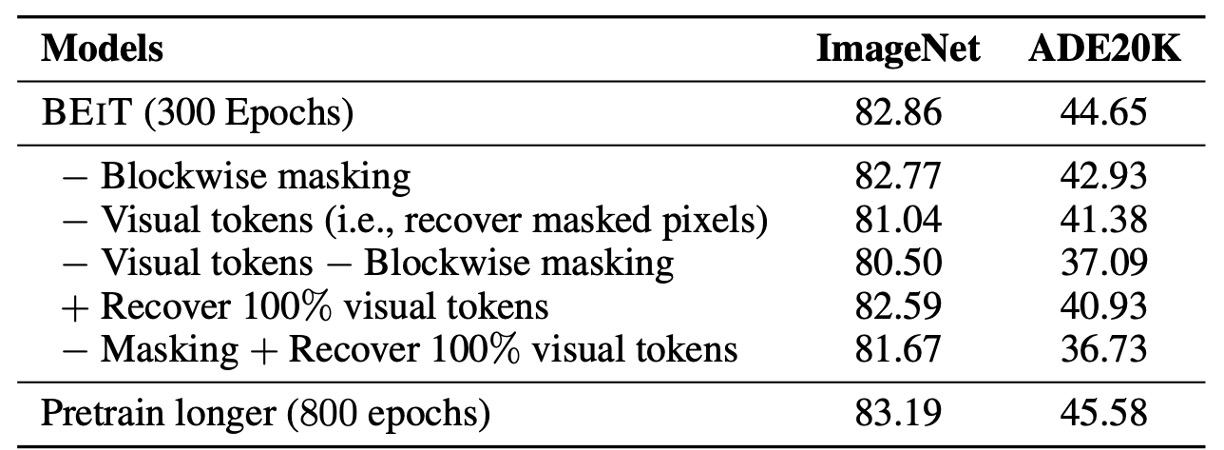 Models ImageNet ADE20K
BEIT (300 Epochs) 82.86 44.65
− Blockwise masking 82.77 42.93
− Visual tokens (i.e., recover masked pixels) 81.04 41.38
− Visual tokens − Blockwise masking 80.50 37.09
+ Recover 100% visual tokens 82.59 40.93
− Masking + Recover 100% visual tokens 81.67 36.73
Pretrain longer (800 epochs) 83.19 45.58